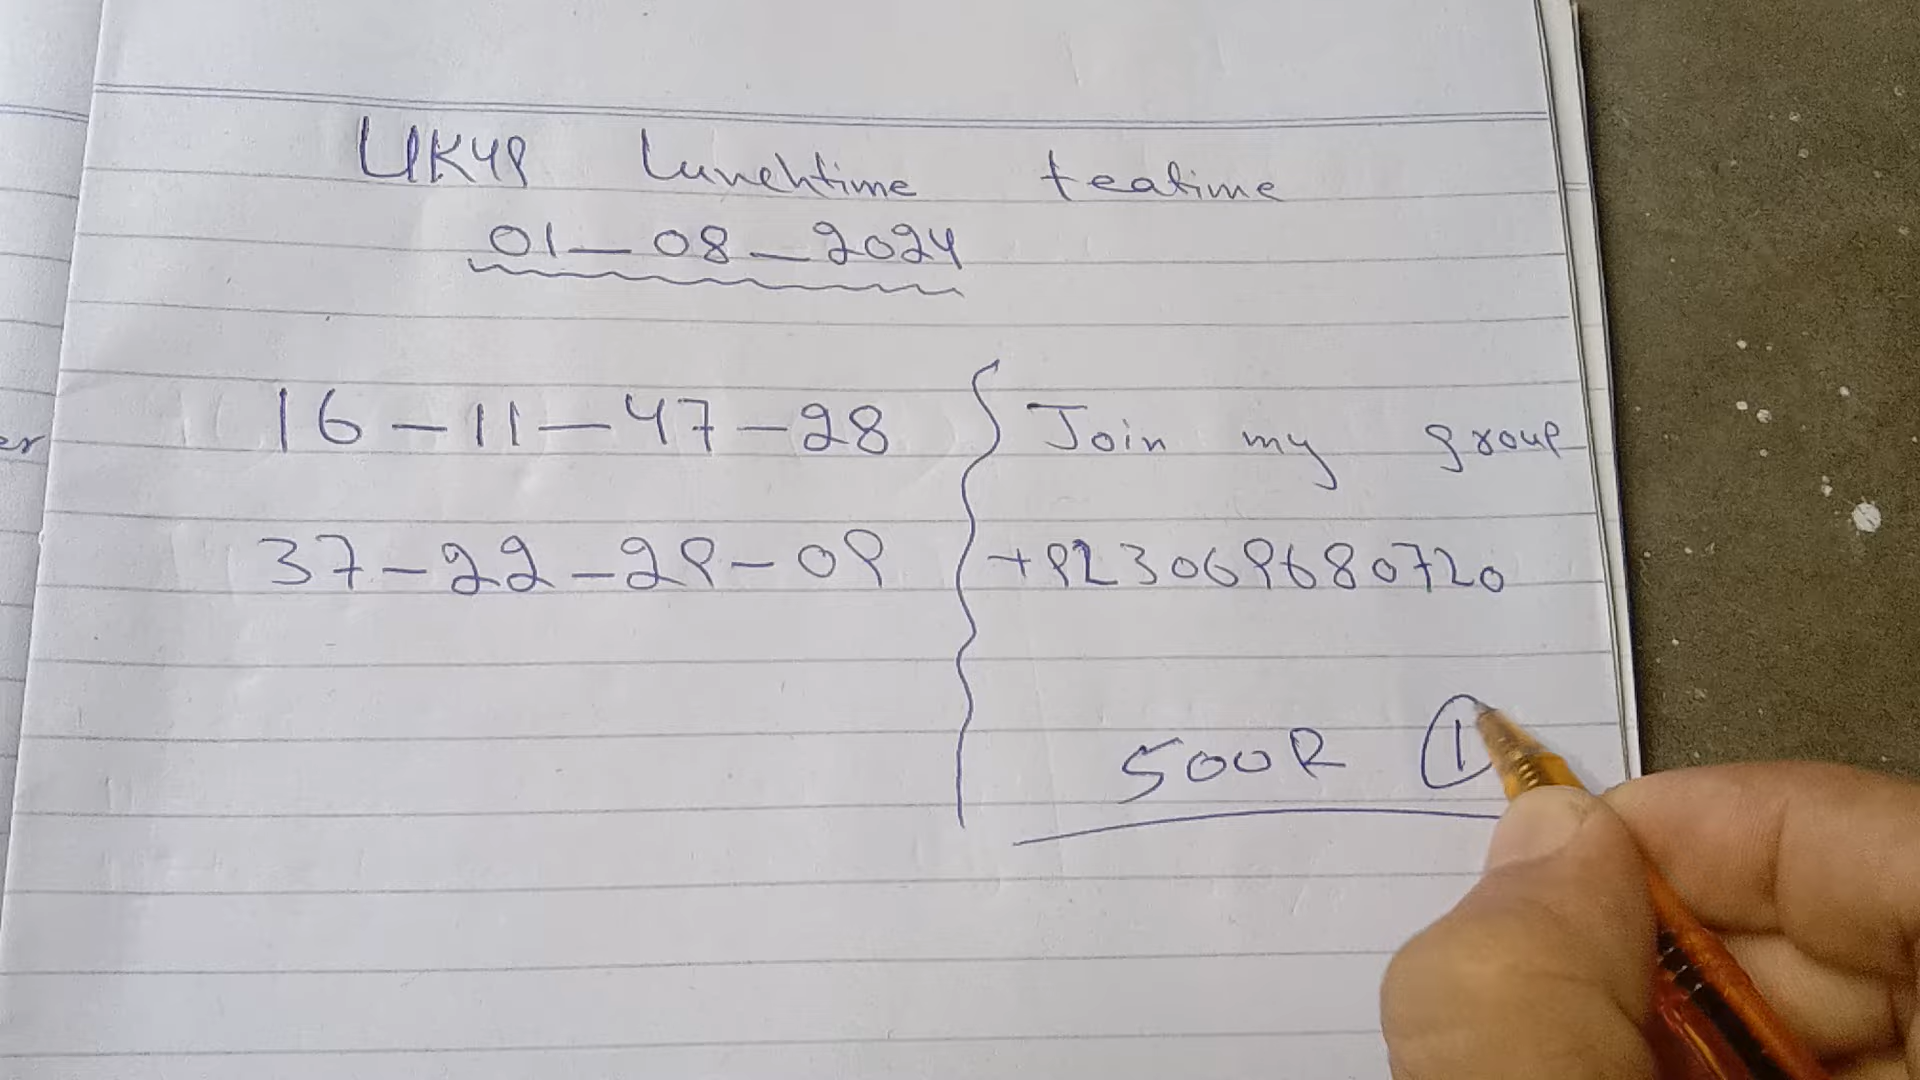 UK49 Lunchtime teatime
01-08-2024
16-11-47-28
37-22-29-09
Join my group
+923069680720
500R 1
er